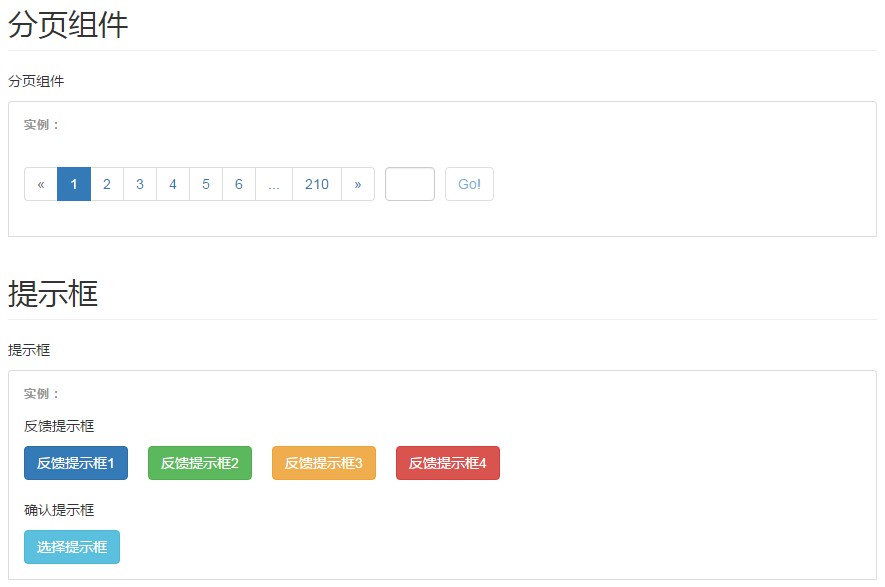 分页组件
分页组件
实例：
« 1 2 3 4 5 6 ... 210 » Go!
提示框
提示框
实例：
反馈提示框
反馈提示框1 反馈提示框2 反馈提示框3 反馈提示框4
确认提示框
选择提示框